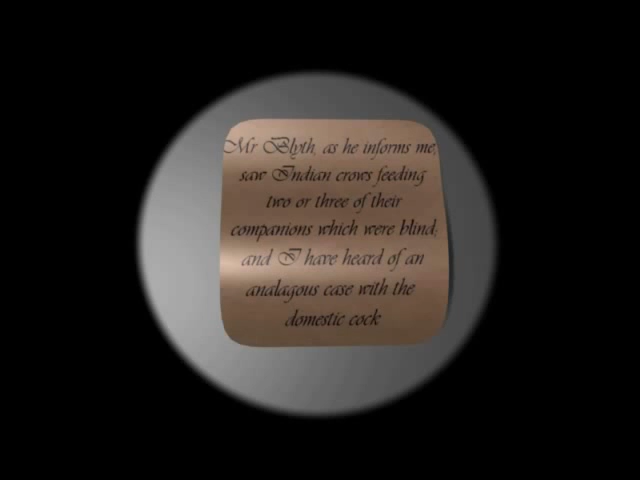 Mr Blyth, as he informs me,
saw Indian crows feeding
two or three of their
companions which were blind;
and I have heard of an
analagous case with the
domestic cock